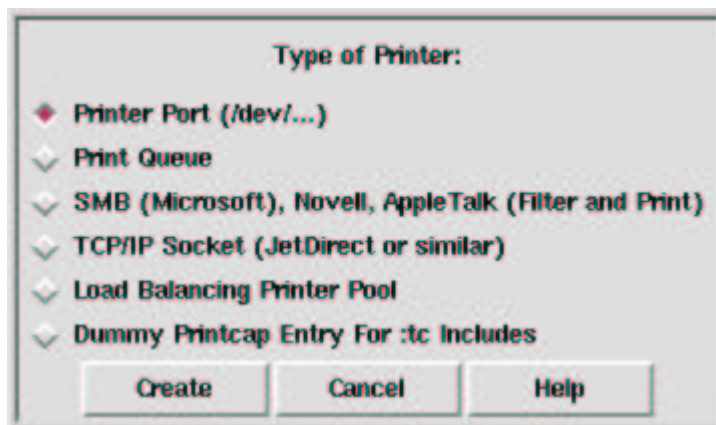 Type of Printer:
Printer Port (/dev/...)
Print Queue
SMB (Microsoft), Novell, AppleTalk (Filter and Print)
TCP/IP Socket (JetDirect or similar)
Load Balancing Printer Pool
Dummy Printcap Entry For :tc Includes
Create Cancel Help